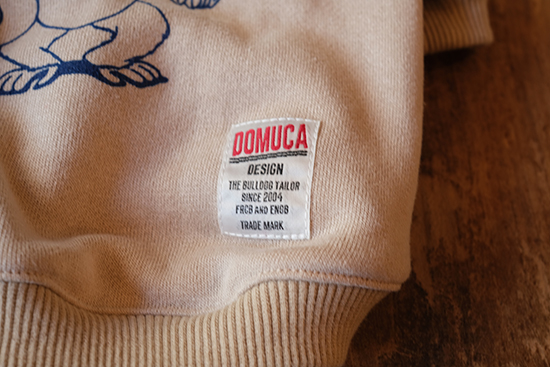 DOMUCA
DESIGN
THE BULLDOG TAILOR
SINCE 2004
FRCB AND ENGB
TRADE MARK